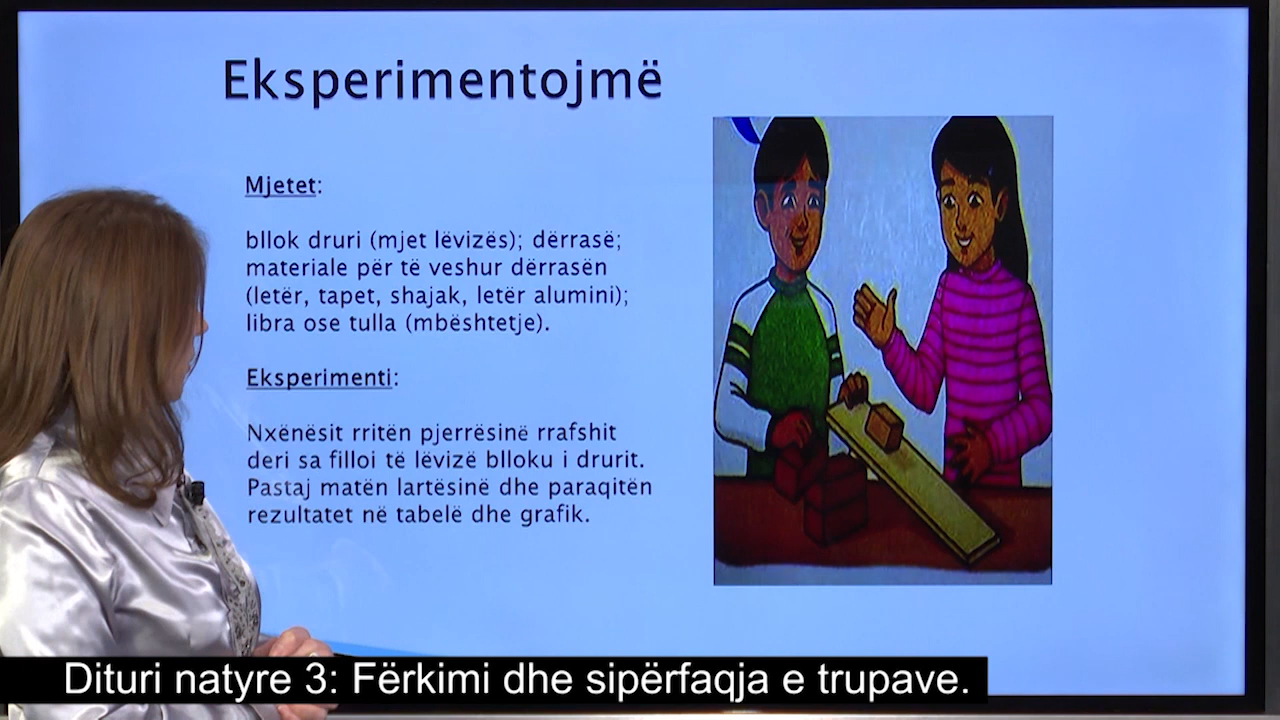 Eksperimentojmë
Mjetet:
bllok druri (mjet lëvizës); dërrasë;
materiale për të veshur dërrasën
(letër, tapet, shajak, letër alumini);
libra ose tulla (mbështetje).
Eksperimenti:
Nxënësit rritën pjerrësinë rrafshit
deri sa filloi të lëvizë blloku i drurit.
Pastaj matën lartësinë dhe paraqitën
rezultatet në tabelë dhe grafik.
Dituri natyre 3: Fërkimi dhe sipërfaqja e trupave.